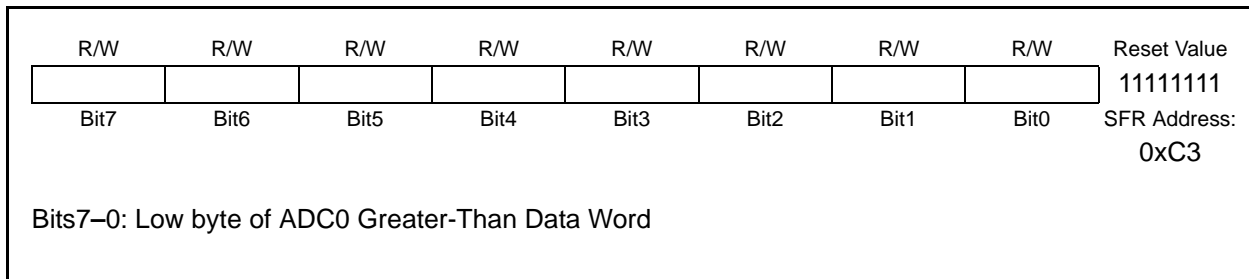 R/W R/W R/W R/W R/W R/W R/W R/W Reset Value
11111111
Bit7 Bit6 Bit5 Bit4 Bit3 Bit2 Bit1 Bit0 SFR Address:
0xC3
Bits7–0: Low byte of ADC0 Greater-Than Data Word